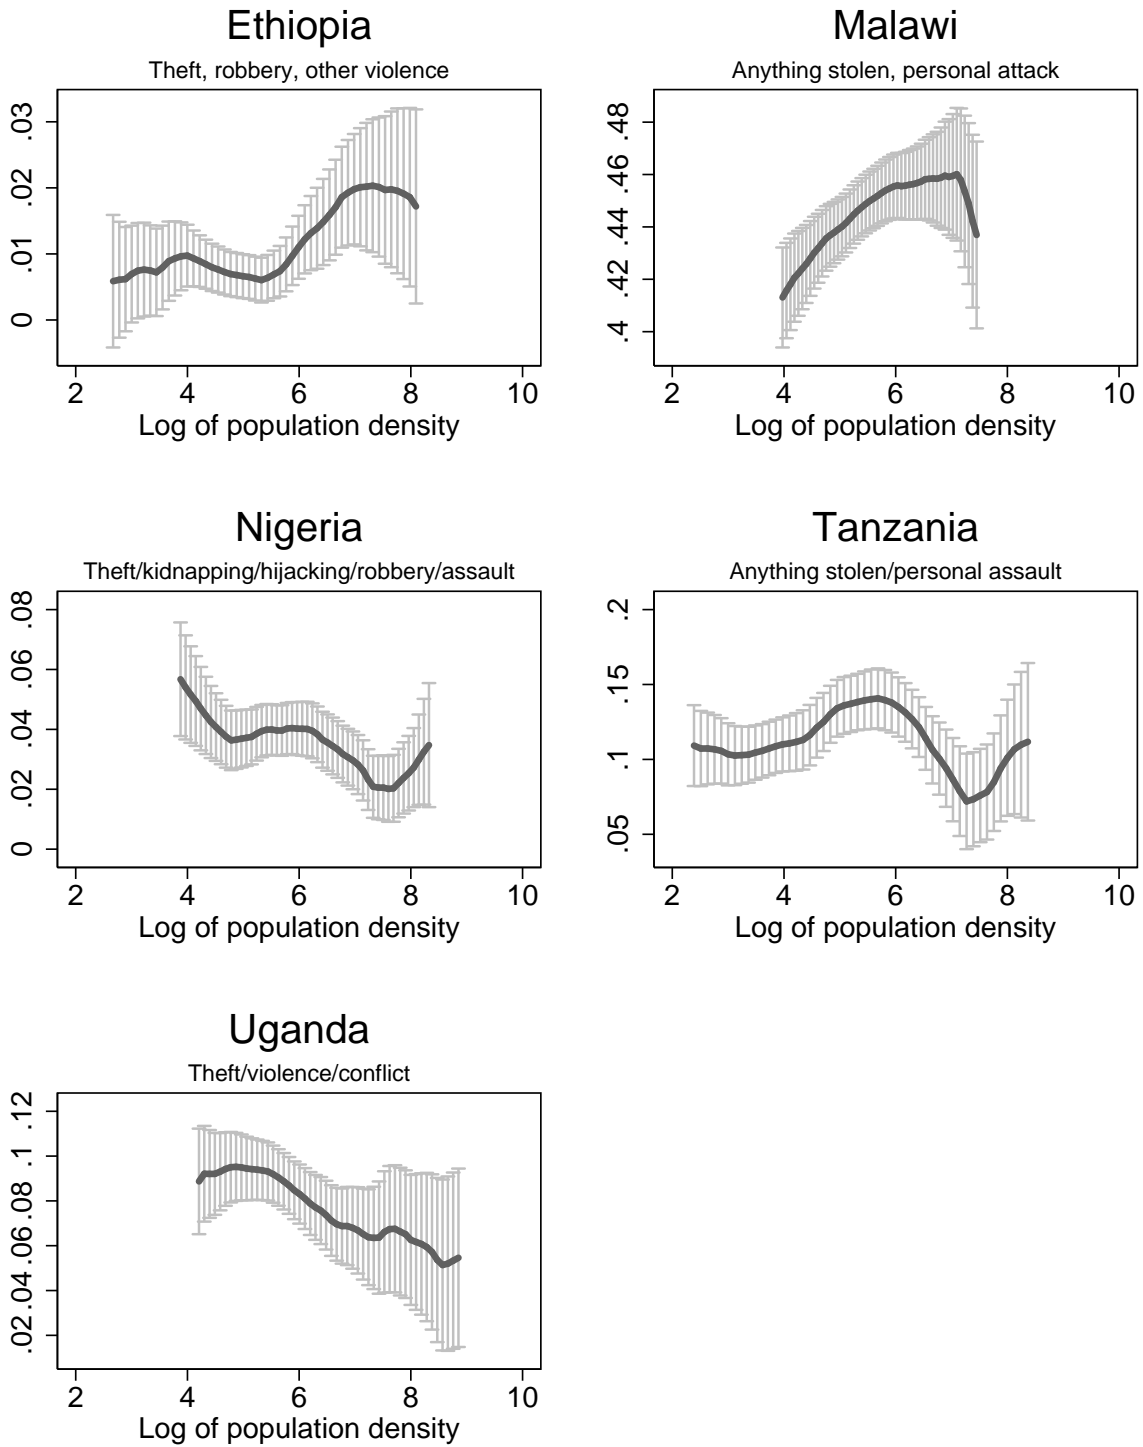 Ethiopia
Theft, robbery, other violence
.03
.02
.01
0
2 4 6 8 10
Log of population density
Malawi
Anything stolen, personal attack
.48
.46
.44
.42
.4
2 4 6 8 10
Log of population density
Nigeria
Theft/kidnapping/hijacking/robbery/assault
.08
.06
.04
.02
0
2 4 6 8 10
Log of population density
Tanzania
Anything stolen/personal assault
.2
.15
.1
.05
2 4 6 8 10
Log of population density
Uganda
Theft/violence/conflict
.12
.1
.08
.06
.04
.02
2 4 6 8 10
Log of population density